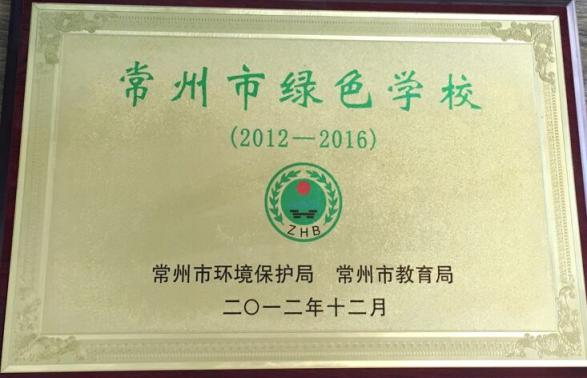 常州市绿色学校
(2012—2016)
ZHB
常州市环境保护局 常州市教育局
二〇一二年十二月